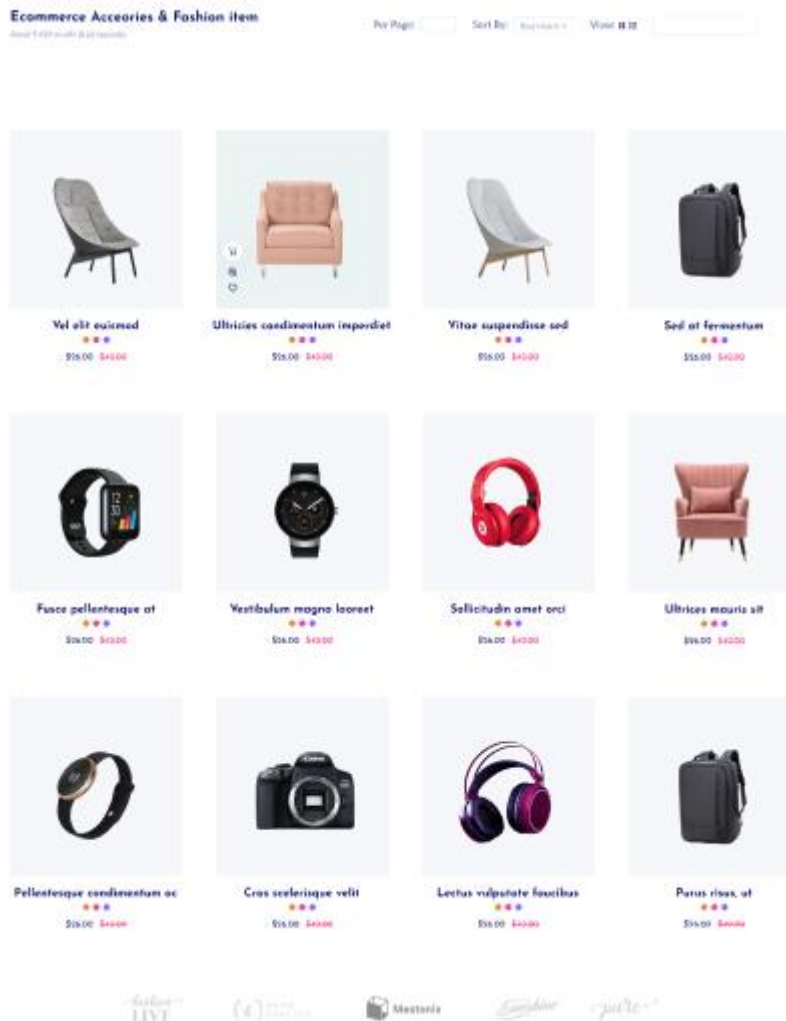 Ecommerce Acceories & Fashion item
Per Page:
Sort By:
View:
Vel elit euismod
Ultricies condimentum imperdiet
Vitae suspendisse sed
Sed at fermentum
$26.00 $42.00
$26.00 $42.00
$26.00 $42.00
$26.00 $42.00
Fusce pellentesque at
Vestibulum magna laoreet
Sollicitudin amet orci
Ultrices mauris sit
$26.00 $42.00
$26.00 $42.00
$26.00 $42.00
$26.00 $42.00
Canon
Pellentesque condimentum ac
Cras scelerisque velit
Lectus vulputate faucibus
Purus risus, ut
$26.00 $42.00
$26.00 $42.00
$26.00 $42.00
$26.00 $42.00
LIVE
Mestonix
Sunshine
pure